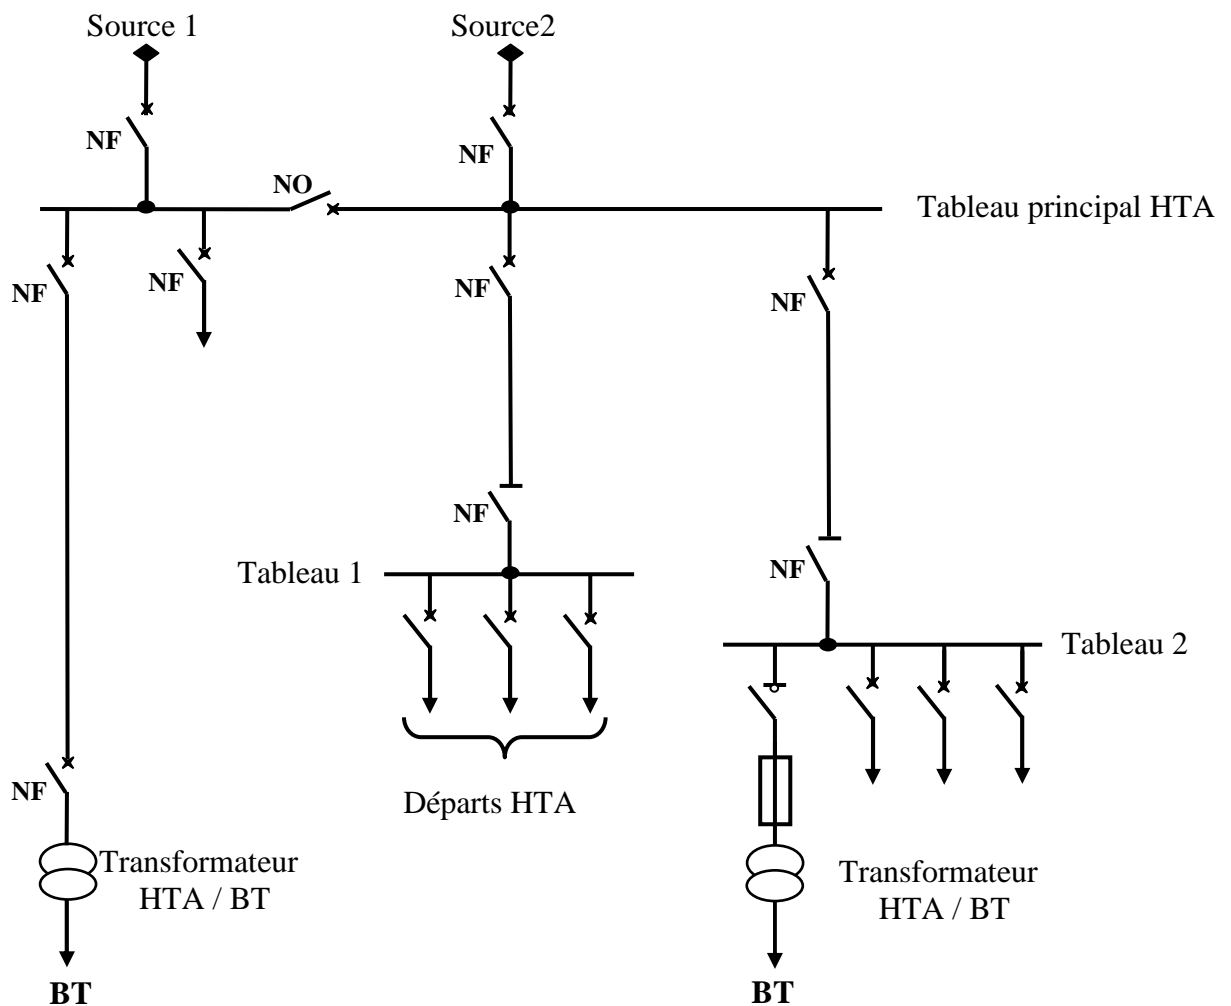 Source 1
Source2
NF
NF
NO
Tableau principal HTA
NF
NF
NF
NF
NF
Tableau 1
NF
Tableau 2
NF
Départs HTA
Transformateur
HTA / BT
Transformateur
HTA / BT
BT
BT